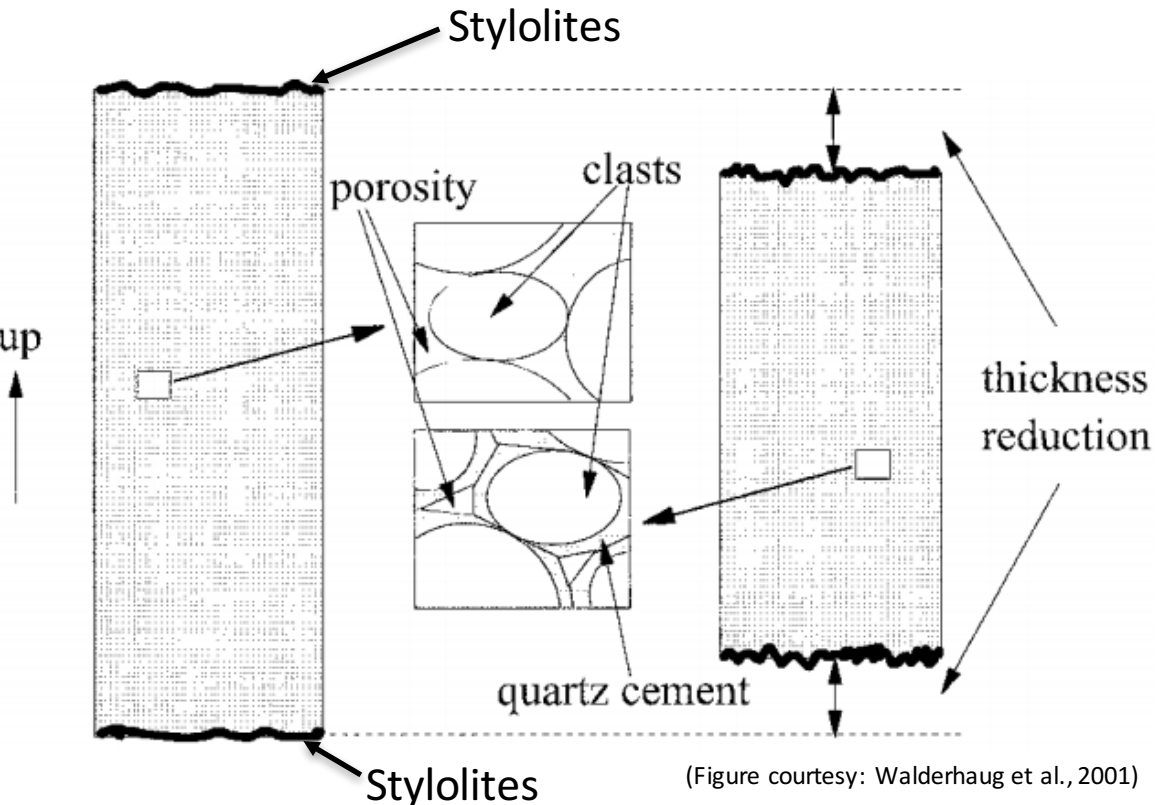 Stylolites
porosity
clasts
up
thickness
reduction
quartz cement
Stylolites
(Figure courtesy: Walderhaug et al., 2001)